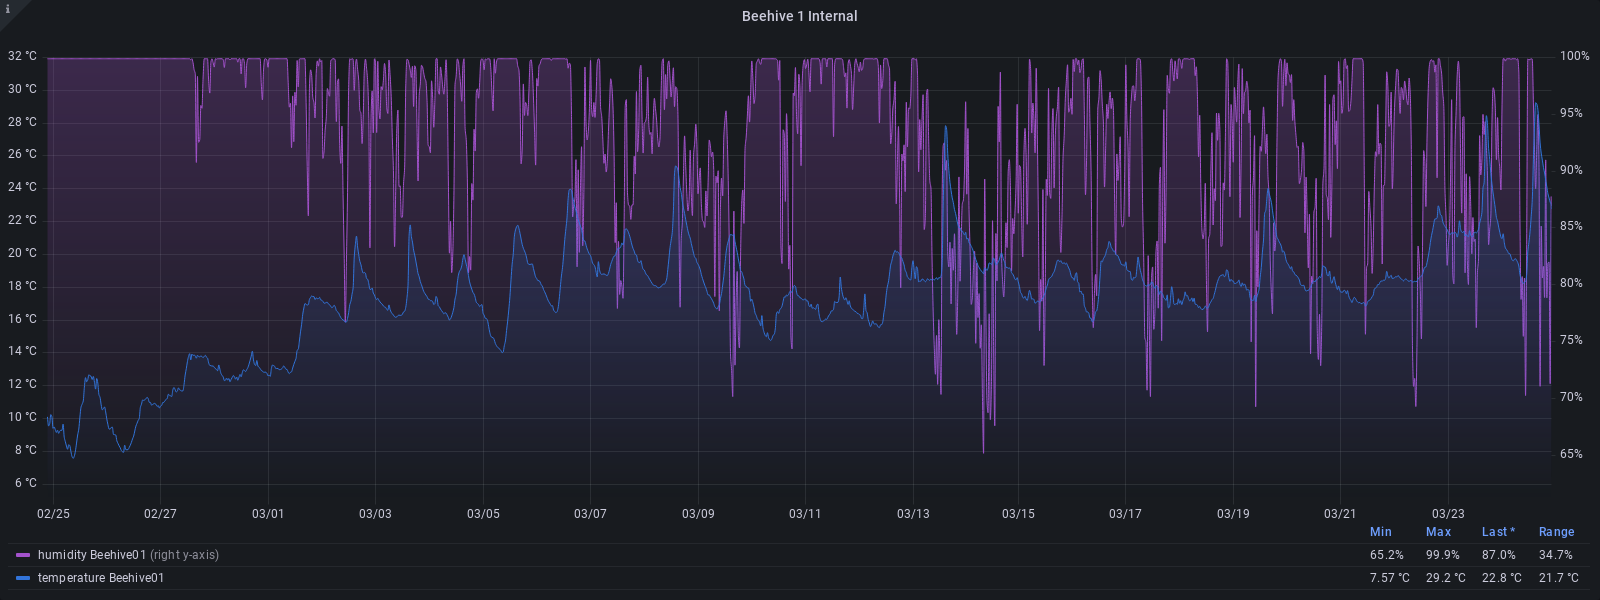 i
Beehive 1 Internal
32 °C 100%
30 °C
28 °C 95%
26 °C
24 °C 90%
22 °C 85%
20 °C
18 °C 80%
16 °C 75%
14 °C
12 °C 70%
10 °C
8 °C 65%
6 °C
02/25 02/27 03/01 03/03 03/05 03/07 03/09 03/11 03/13 03/15 03/17 03/19 03/21 03/23
Min Max Last * Range
humidity Beehive01 (right y-axis) 65.2% 99.9% 87.0% 34.7%
temperature Beehive01 7.57 °C 29.2 °C 22.8 °C 21.7 °C